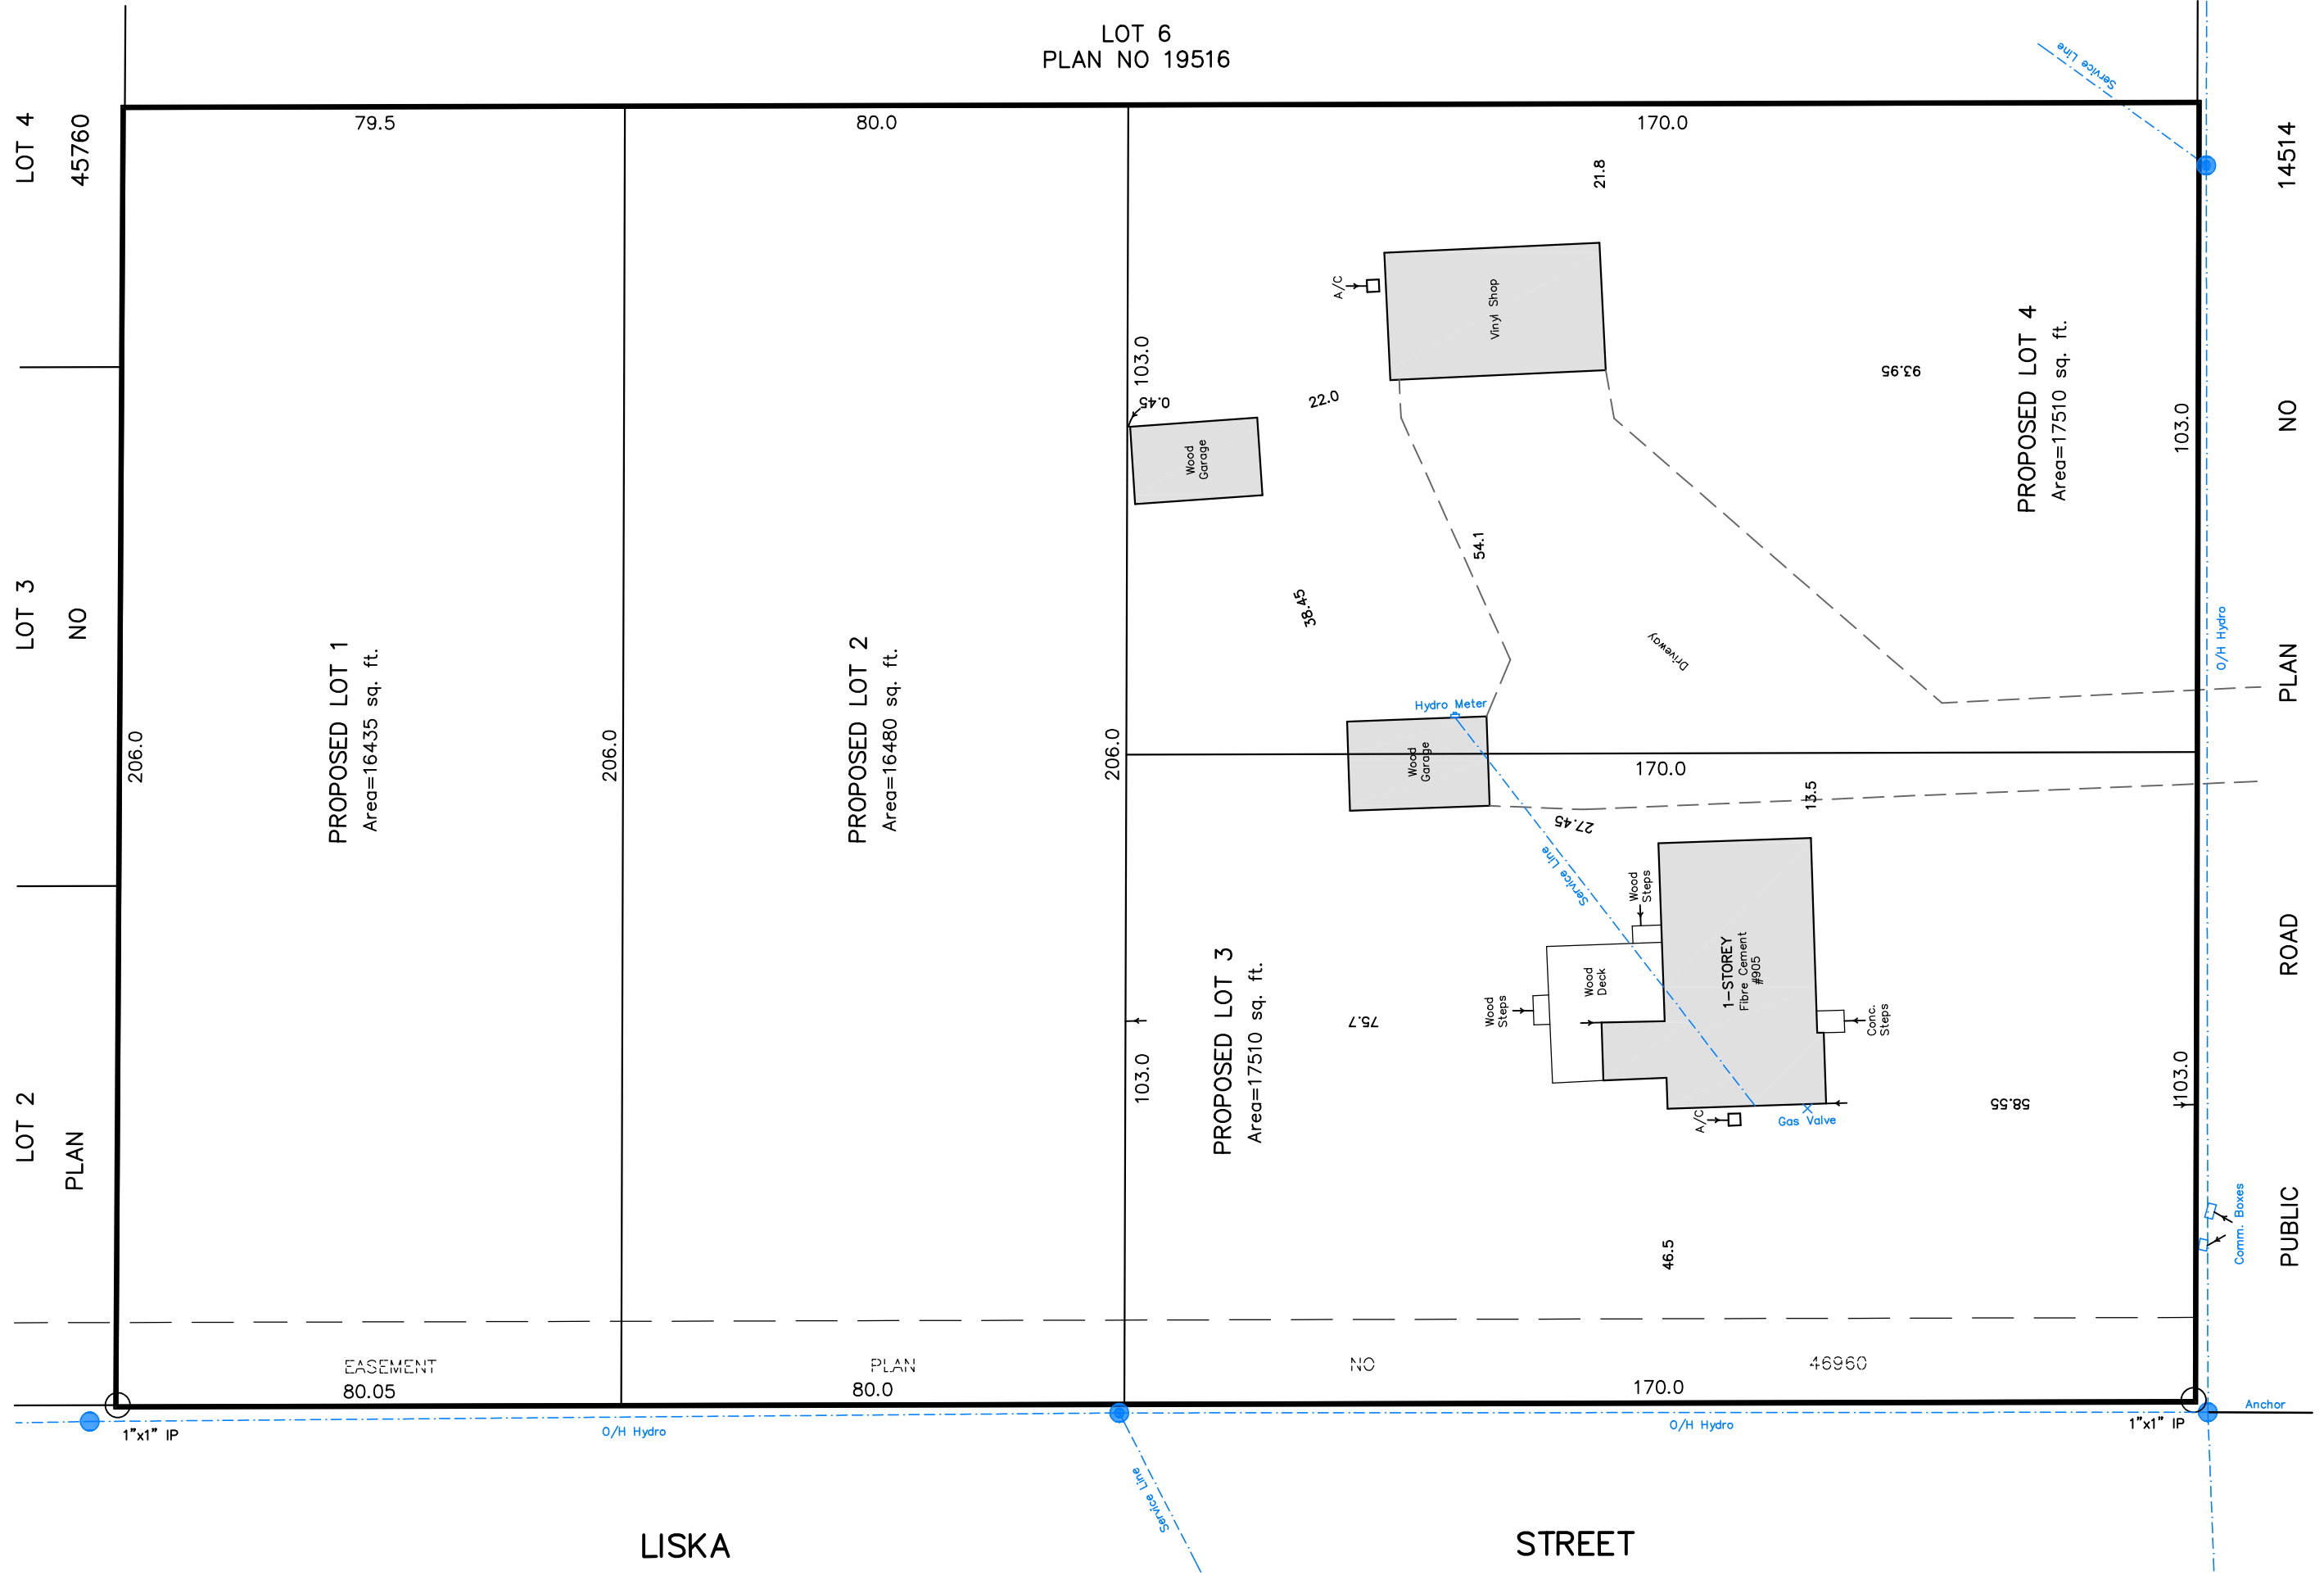 LOT 6
PLAN NO 19516
Service Line
79.5
80.0
170.0
LOT 4
45760
14514
21.8
A/C
Vinyl Shop
PROPOSED LOT 4
Area=17510 sq. ft.
93.95
103.0
103.0
0.45
22.0
NO
Wood
Garage
54.1
38.45
LOT 3
NO
PROPOSED LOT 1
Area=16435 sq. ft.
PROPOSED LOT 2
Area=16480 sq. ft.
Driveway
O/H Hydro
PLAN
Hydro Meter
206.0
206.0
206.0
Wood
Garage
170.0
13.5
27.45
Service Line
Wood
Steps
PROPOSED LOT 3
Area=17510 sq. ft.
1-STOREY
Fibre Cement
#905
Wood
Deck
Wood
Steps
Conc.
Steps
75.7
ROAD
103.0
103.0
58.55
A/C
Gas Valve
LOT 2
PLAN
46.5
Comm. Boxes
PUBLIC
EASEMENT
PLAN
NO
46960
80.05
80.0
170.0
Anchor
1"x1" IP
O/H Hydro
O/H Hydro
1"x1" IP
Service Line
LISKA
STREET